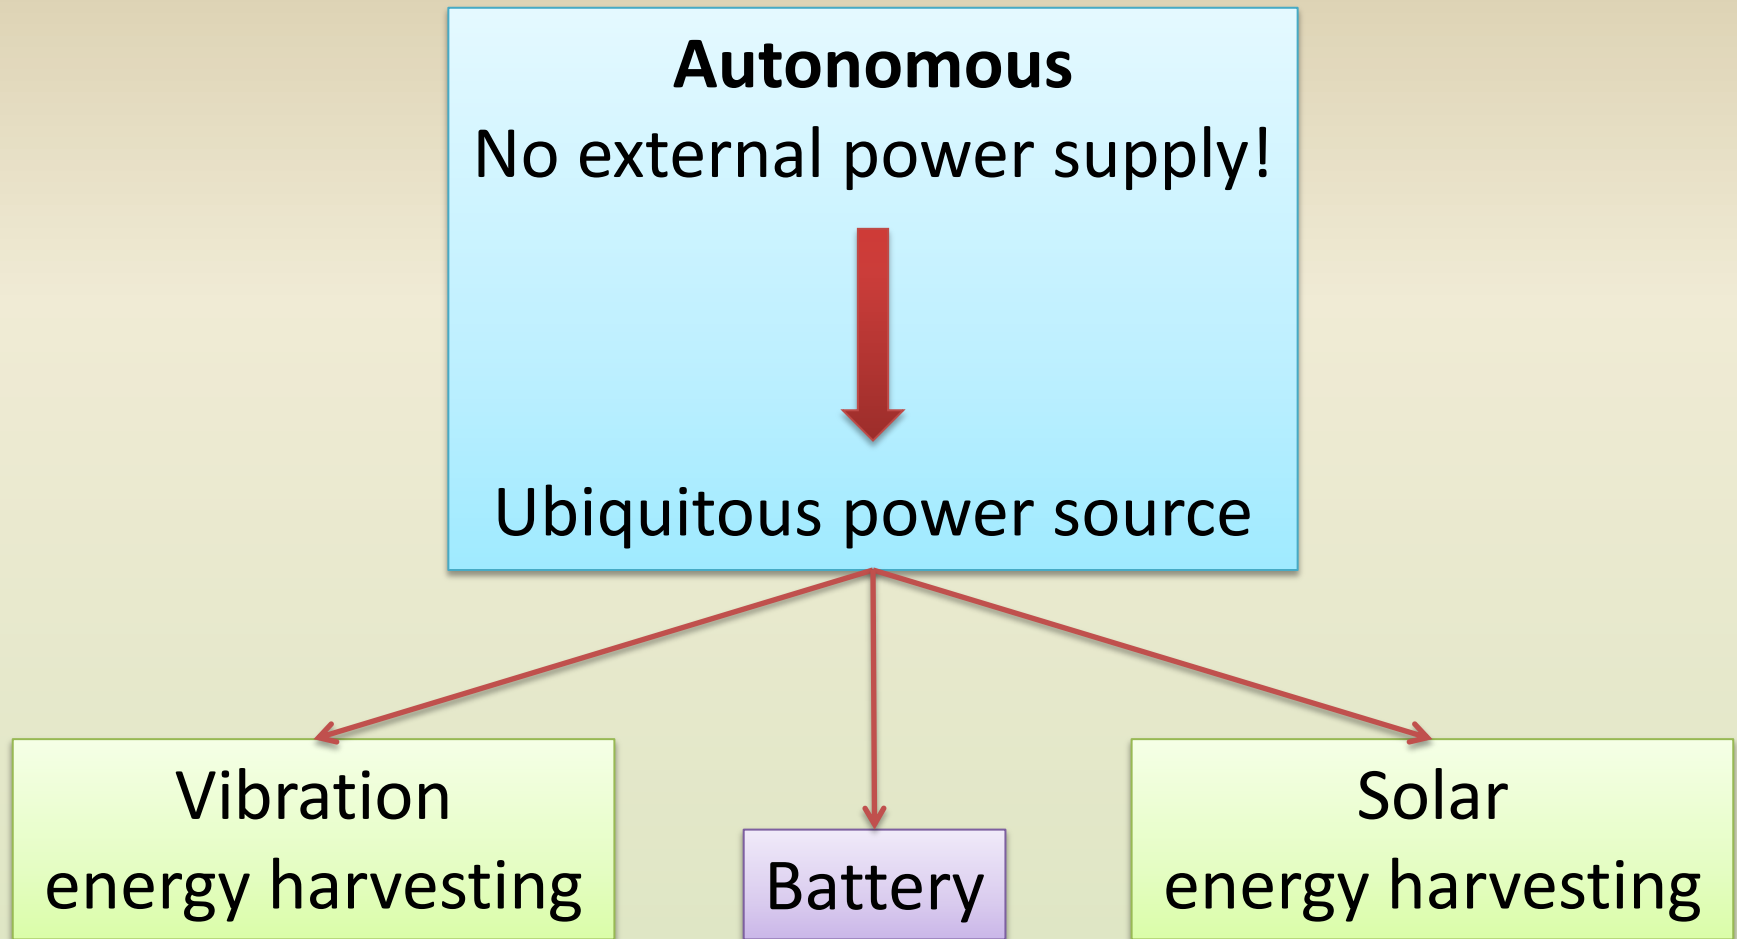 Autonomous
No external power supply!
Ubiquitous power source
Vibration
energy harvesting
Battery
Solar
energy harvesting